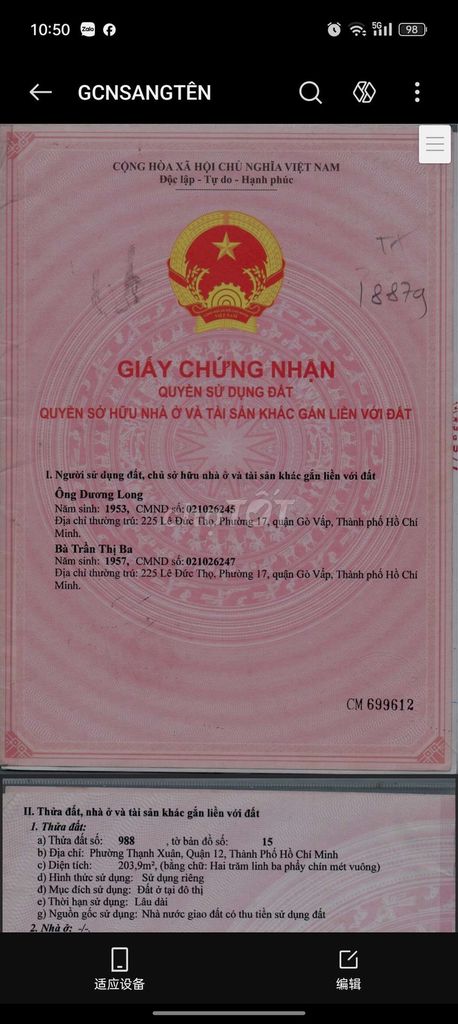 10:50
Zalo
5G
98
GCNSANGTÊN
CỘNG HÒA XÃ HỘI CHỦ NGHĨA VIỆT NAM
Độc lập - Tự do - Hạnh phúc
18879
GIẤY CHỨNG NHẬN
QUYỀN SỬ DỤNG ĐẤT
QUYỀN SỞ HỮU NHÀ Ở VÀ TÀI SẢN KHÁC GẮN LIỀN VỚI ĐẤT
I. Người sử dụng đất, chủ sở hữu nhà ở và tài sản khác gắn liền với đất
Ông Dương Long
Năm sinh: 1953, CMND số: 021026245
Địa chỉ thường trú: 225 Lê Đức Thọ, Phường 17, quận Gò Vấp, Thành phố Hồ Chí
Minh.
Bà Trần Thị Ba
Năm sinh: 1957, CMND số: 021026247
Địa chỉ thường trú: 225 Lê Đức Thọ, Phường 17, quận Gò Vấp, Thành phố Hồ Chí
Minh.
TỐT
CM 699612
II. Thửa đất, nhà ở và tài sản khác gắn liền với đất
1. Thửa đất:
a) Thửa đất số: 988 , tờ bản đồ số: 15
b) Địa chỉ: Phường Thạnh Xuân, Quận 12, Thành Phố Hồ Chí Minh
c) Diện tích: 203,9m², (bằng chữ: Hai trăm linh ba phẩy chín mét vuông)
d) Hình thức sử dụng: Sử dụng riêng
đ) Mục đích sử dụng: Đất ở tại đô thị
e) Thời hạn sử dụng: Lâu dài
g) Nguồn gốc sử dụng: Nhà nước giao đất có thu tiền sử dụng đất
2. Nhà ở: -/-.
适应设备
编辑